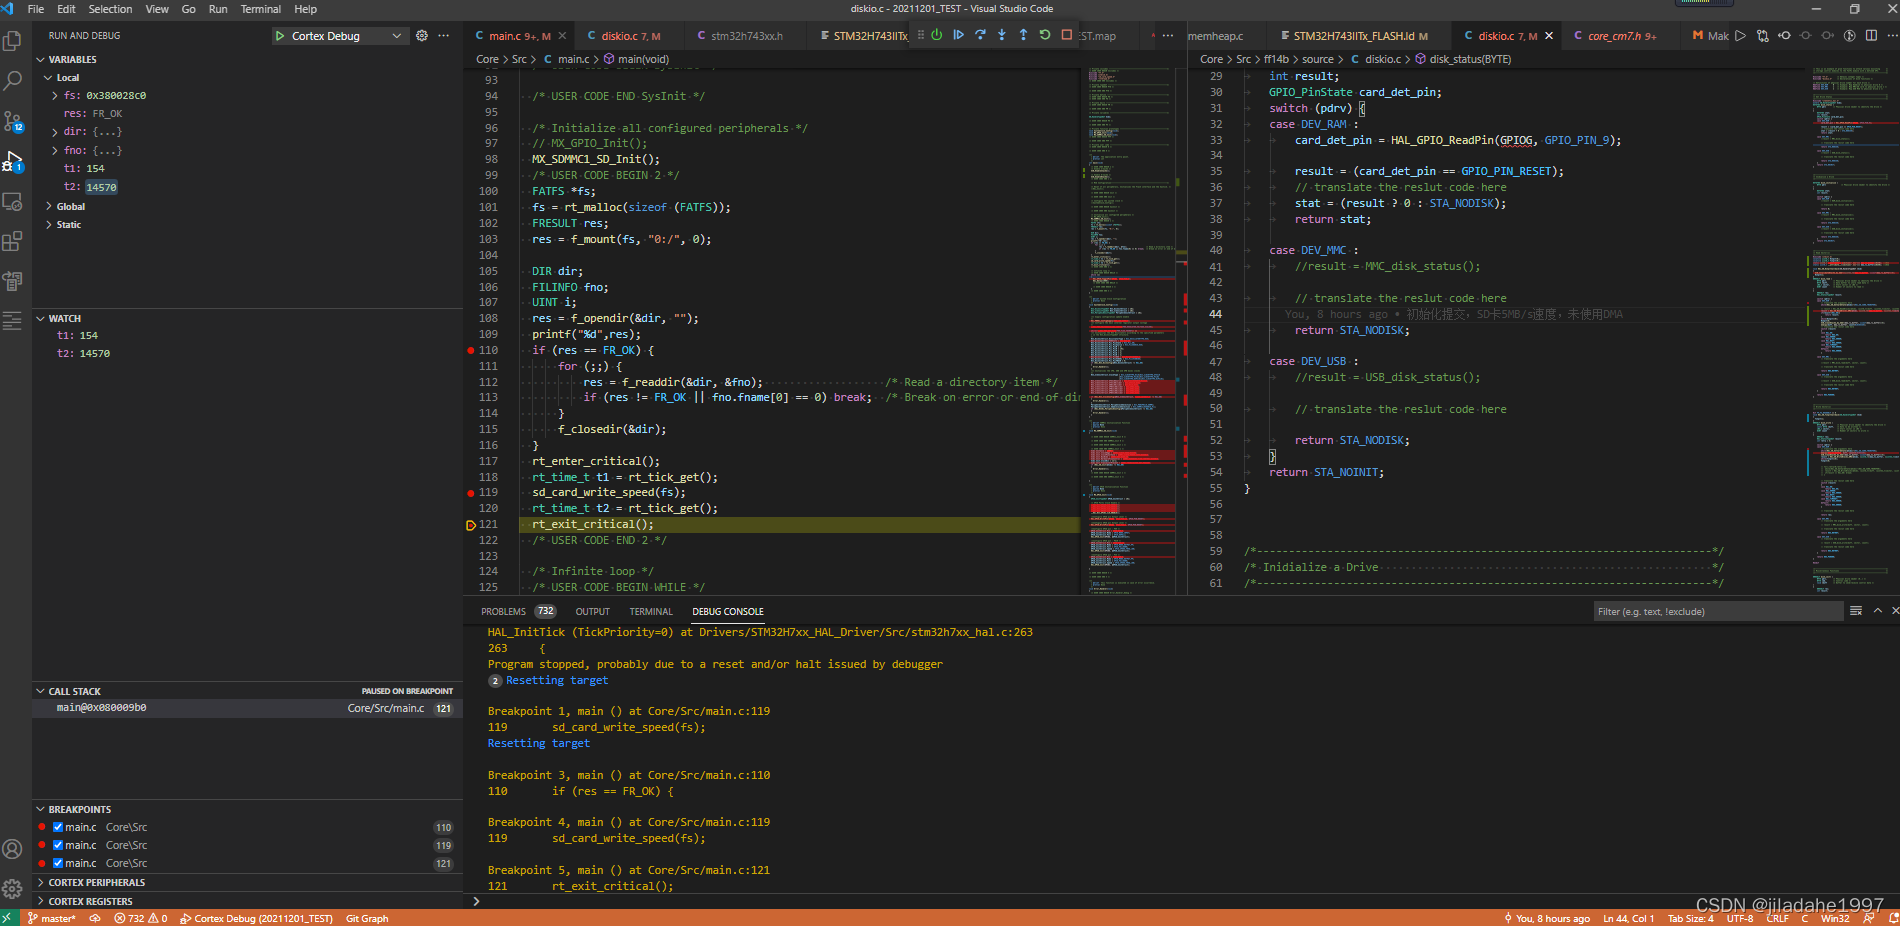 File Edit Selection View Go Run Terminal Help
diskio.c - 20211201_TEST - Visual Studio Code
RUN AND DEBUG
Cortex Debug
main.c 9+, M
diskio.c 7, M
stm32h743xx.h
STM32H743IITx_
EST.map
memheap.c
STM32H743IITx_FLASH.ld M
diskio.c 7, M
core_cm7.h 9+
Mak
VARIABLES
Local
fs: 0x380028c0
res: FR_OK
dir: {...}
fno: {...}
t1: 154
t2: 14570
Global
Static
WATCH
t1: 154
t2: 14570
CALL STACK
PAUSED ON BREAKPOINT
main@0x080009b0
Core/Src/main.c 121
BREAKPOINTS
main.c Core\Src 110
main.c Core\Src 119
main.c Core\Src 121
CORTEX PERIPHERALS
CORTEX REGISTERS
Core > Src > main.c > main(void)
93
94 /* USER CODE END SysInit */
95
96 /* Initialize all configured peripherals */
97 // MX_GPIO_Init();
98 MX_SDMMC1_SD_Init();
99 /* USER CODE BEGIN 2 */
100 FATFS *fs;
101 fs = rt_malloc(sizeof (FATFS));
102 FRESULT res;
103 res = f_mount(fs, "0:/", 0);
104
105 DIR dir;
106 FILINFO fno;
107 UINT i;
108 res = f_opendir(&dir, "");
109 printf("%d",res);
110 if (res == FR_OK) {
111 for (;;) {
112 res = f_readdir(&dir, &fno); /* Read a directory item */
113 if (res != FR_OK || fno.fname[0] == 0) break; /* Break on error or end of dir
114 }
115 f_closedir(&dir);
116 }
117 rt_enter_critical();
118 rt_time_t t1 = rt_tick_get();
119 sd_card_write_speed(fs);
120 rt_time_t t2 = rt_tick_get();
121 rt_exit_critical();
122 /* USER CODE END 2 */
123
124 /* Infinite loop */
125 /* USER CODE BEGIN WHILE */
Core > Src > ff14b > source > diskio.c > disk_status(BYTE)
29 int result;
30 GPIO_PinState card_det_pin;
31 switch (pdrv) {
32 case DEV_RAM :
33 card_det_pin = HAL_GPIO_ReadPin(GPIOG, GPIO_PIN_9);
34
35 result = (card_det_pin == GPIO_PIN_RESET);
36 // translate the reslut code here
37 stat = (result ? 0 : STA_NODISK);
38 return stat;
39
40 case DEV_MMC :
41 //result = MMC_disk_status();
42
43 // translate the reslut code here
44 You, 8 hours ago • 初始化提交, SD卡5MB/s速度, 未使用DMA
45 return STA_NODISK;
46
47 case DEV_USB :
48 //result = USB_disk_status();
49
50 // translate the reslut code here
51
52 return STA_NODISK;
53 }
54 return STA_NOINIT;
55 }
56
57
58
59 /*-----------------------------------------------------------------------*/
60 /* Inidialize a Drive */
61 /*-----------------------------------------------------------------------*/
PROBLEMS 732 OUTPUT TERMINAL DEBUG CONSOLE
Filter (e.g. text, !exclude)
HAL_InitTick (TickPriority=0) at Drivers/STM32H7xx_HAL_Driver/Src/stm32h7xx_hal.c:263
263 {
Program stopped, probably due to a reset and/or halt issued by debugger
2 Resetting target
Breakpoint 1, main () at Core/Src/main.c:119
119 sd_card_write_speed(fs);
Resetting target
Breakpoint 3, main () at Core/Src/main.c:110
110 if (res == FR_OK) {
Breakpoint 4, main () at Core/Src/main.c:119
119 sd_card_write_speed(fs);
Breakpoint 5, main () at Core/Src/main.c:121
121 rt_exit_critical();
CSDN @jiladahe1997
master* 732 0 Cortex Debug (20211201_TEST) Git Graph
You, 8 hours ago Ln 44, Col 1 Tab Size: 4 UTF-8 CRLF C Win32